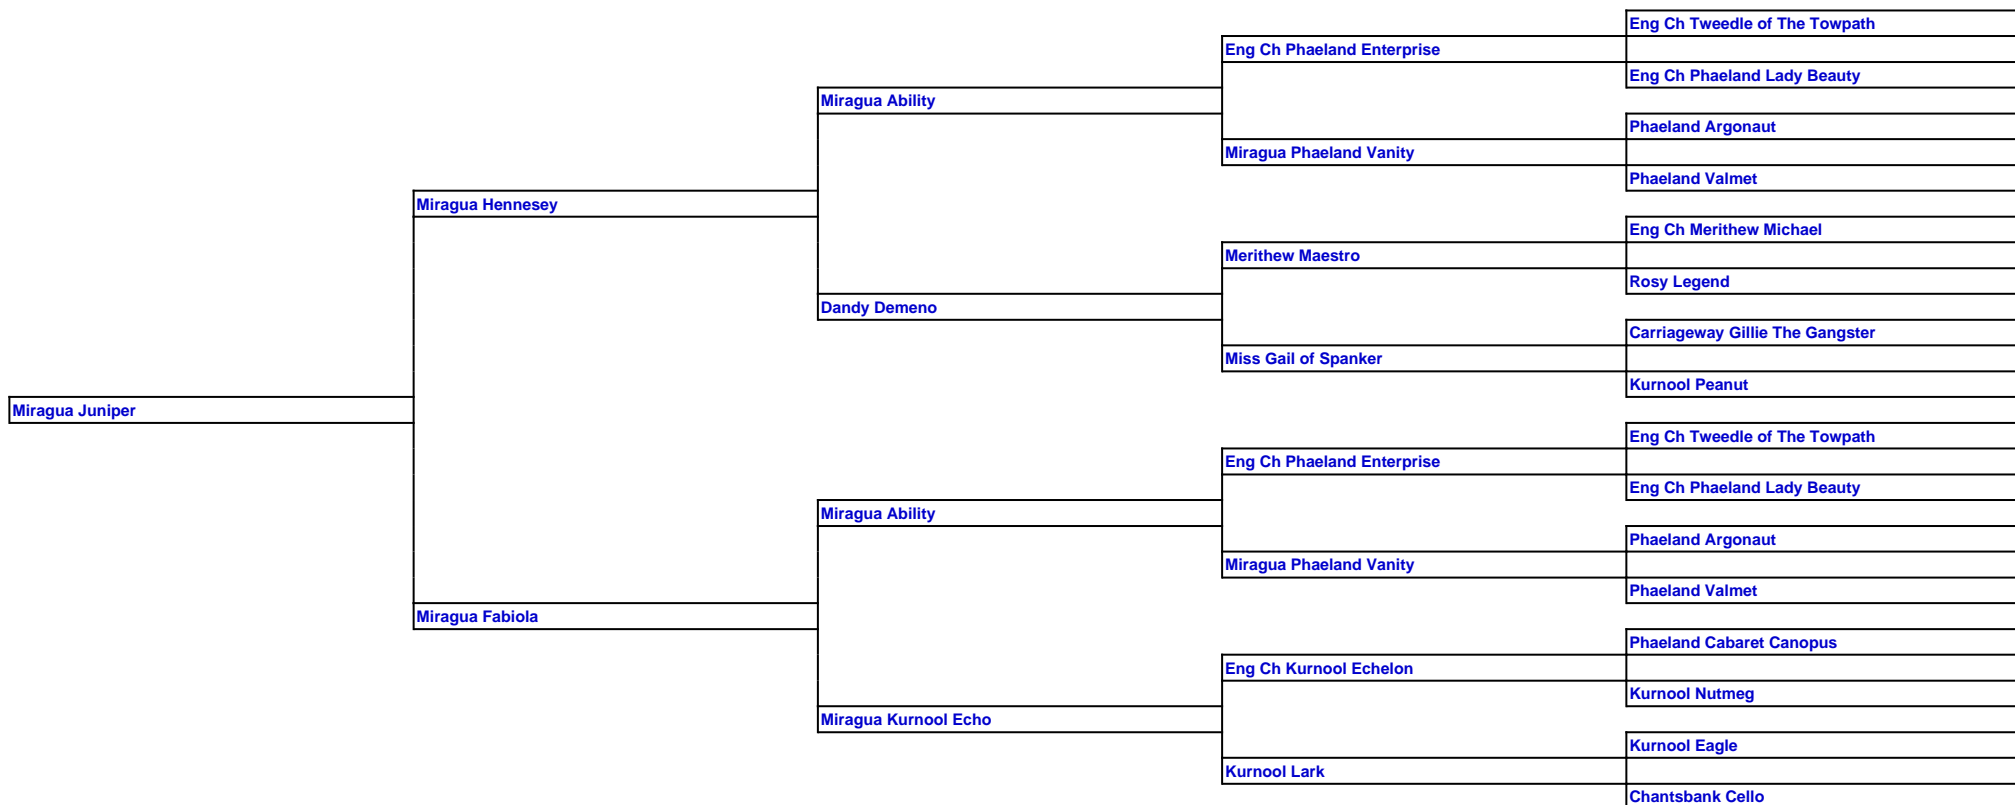 Eng Ch Tweedle of The Towpath
Eng Ch Phaeland Enterprise
Eng Ch Phaeland Lady Beauty
Miragua Ability
Phaeland Argonaut
Miragua Phaeland Vanity
Phaeland Valmet
Miragua Hennesey
Eng Ch Merithew Michael
Merithew Maestro
Rosy Legend
Dandy Demeno
Carriageway Gillie The Gangster
Miss Gail of Spanker
Kurnool Peanut
Miragua Juniper
Eng Ch Tweedle of The Towpath
Eng Ch Phaeland Enterprise
Eng Ch Phaeland Lady Beauty
Miragua Ability
Phaeland Argonaut
Miragua Phaeland Vanity
Phaeland Valmet
Miragua Fabiola
Phaeland Cabaret Canopus
Eng Ch Kurnool Echelon
Kurnool Nutmeg
Miragua Kurnool Echo
Kurnool Eagle
Kurnool Lark
Chantsbank Cello